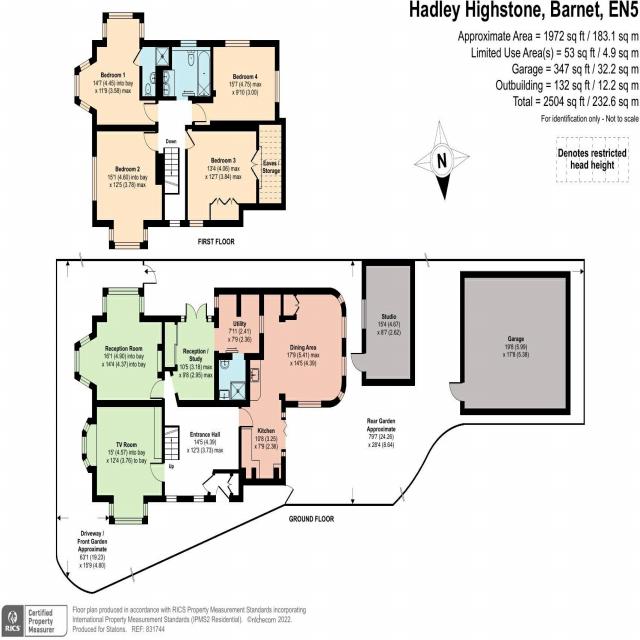 Hadley Highstone, Barnet, EN5
Approximate Area = 1972 sq ft / 183.1 sq m
Limited Use Area(s) = 53 sq ft / 4.9 sq m
Garage = 347 sq ft / 32.2 sq m
Outbuilding = 132 sq ft / 12.2 sq m
Total = 2504 sq ft / 232.6 sq m
For identification only - Not to scale
Denotes restricted
head height
N
Bedroom 1
14'7 (4.45) into bay
x 11'9 (3.58) max
Bedroom 4
15'7 (4.75) max
x 9'10 (3.00)
Down
Bedroom 2
15'1 (4.60) into bay
x 12'5 (3.78) max
Bedroom 3
13'4 (4.06) max
x 12'7 (3.84) max
Eaves /
Storage
FIRST FLOOR
Reception Room
16'1 (4.90) into bay
x 14'4 (4.37) into bay
Reception /
Study
10'5 (3.18) max
x 9'8 (2.95) max
Utility
7'11 (2.41)
x 7'9 (2.36)
Dining Area
17'9 (5.41) max
x 14'5 (4.39)
Studio
15'4 (4.67)
x 8'7 (2.62)
Garage
19'8 (5.99)
x 17'8 (5.38)
TV Room
15' (4.57) into bay
x 12'4 (3.76) to bay
Entrance Hall
14'5 (4.39)
x 12'3 (3.73) max
Up
Kitchen
10'8 (3.25)
x 7'9 (2.36)
Rear Garden
Approximate
79'7 (24.26)
x 28'4 (8.64)
GROUND FLOOR
Driveway /
Front Garden
Approximate
63'1 (19.23)
x 15'9 (4.80)
RICS
Certified
Property
Measurer
Floor plan produced in accordance with RICS Property Measurement Standards incorporating
International Property Measurement Standards (IPMS2 Residential). ©nichecom 2022.
Produced for Statons. REF: 831744